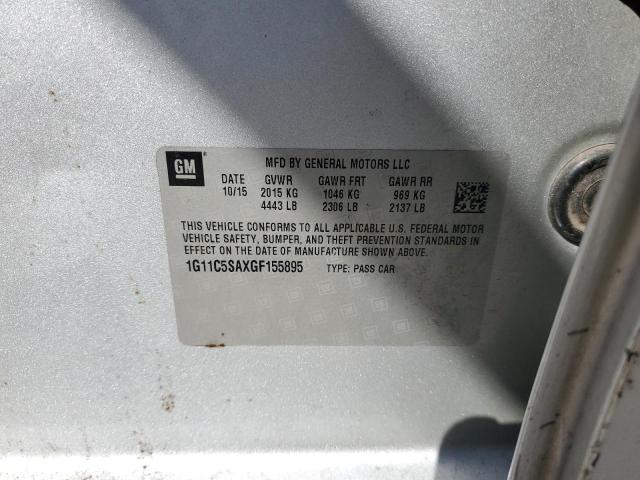 GM® MFD BY GENERAL MOTORS LLC
DATE GVWR GAWR FRT GAWR RR
10/15 2015 KG 1046 KG 969 KG
4443 LB 2306 LB 2137 LB
THIS VEHICLE CONFORMS TO ALL APPLICABLE U.S. FEDERAL MOTOR
VEHICLE SAFETY, BUMPER, AND THEFT PREVENTION STANDARDS IN
EFFECT ON THE DATE OF MANUFACTURE SHOWN ABOVE.
1G11C5SAXGF155895 TYPE: PASS CAR